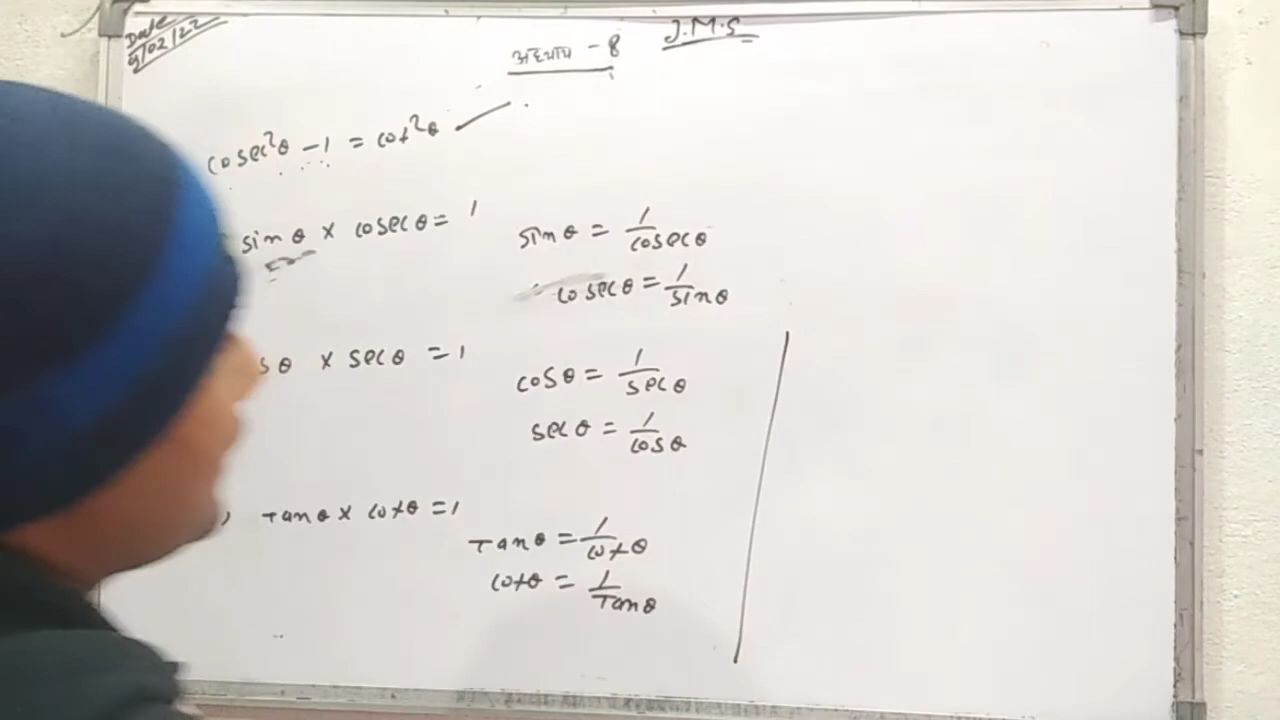 Date
9/02/22
अध्याय - 8
J.M.S
cosec²θ - 1 = cot²θ
sinθ × cosecθ = 1
sinθ = 1/cosecθ
cosecθ = 1/sinθ
sθ × secθ = 1
cosθ = 1/secθ
secθ = 1/cosθ
Tanθ × cotθ = 1
Tanθ = 1/cotθ
cotθ = 1/Tanθ